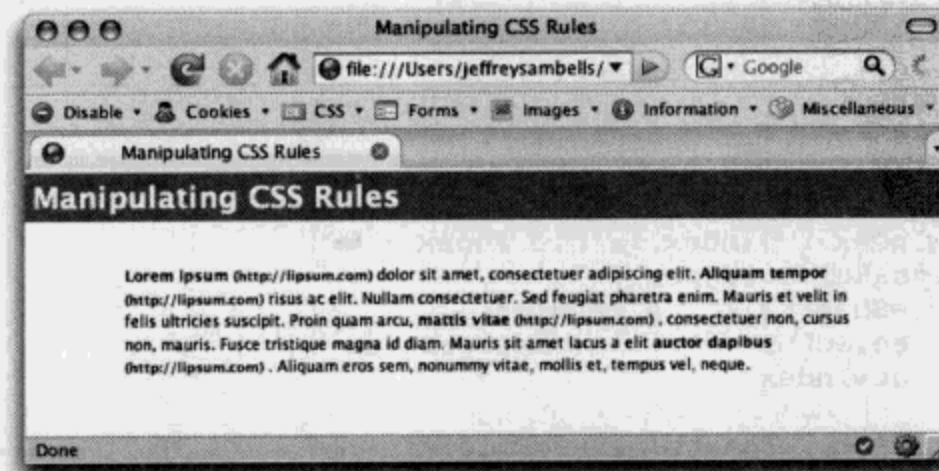 Manipulating CSS Rules
file:///Users/jeffreysambells/ G Google
Disable Cookies CSS Forms Images Information Miscellaneous
Manipulating CSS Rules
Manipulating CSS Rules
Lorem ipsum (http://lipsum.com) dolor sit amet, consectetuer adipiscing elit. Aliquam tempor
(http://lipsum.com) risus ac elit. Nullam consectetuer. Sed feugiat pharetra enim. Mauris et velit in
felis ultricies suscipit. Proin quam arcu, mattis vitae (http://lipsum.com) , consectetuer non, cursus
non, mauris. Fusce tristique magna id diam. Mauris sit amet lacus a elit auctor dapibus
(http://lipsum.com) . Aliquam eros sem, nonummy vitae, mollis et, tempus vel, neque.
Done